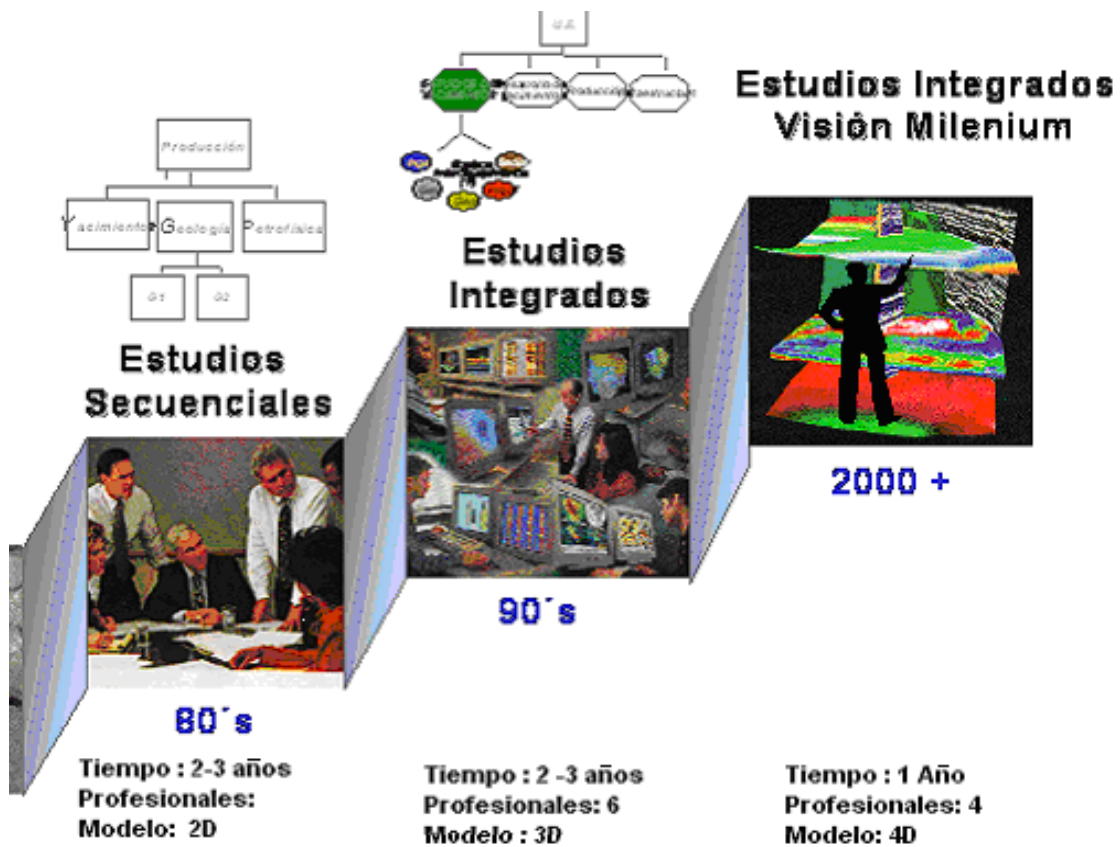 U.E.
Producción
Yacimientos
Geología
Petrofísica
G1
G2
Producción
Estudios
Secuenciales
Estudios
Integrados
Estudios Integrados
Visión Milenium
80´s
90´s
2000 +
Tiempo : 2-3 años
Profesionales:
Modelo: 2D
Tiempo : 2 -3 años
Profesionales: 6
Modelo : 3D
Tiempo : 1 Año
Profesionales: 4
Modelo: 4D